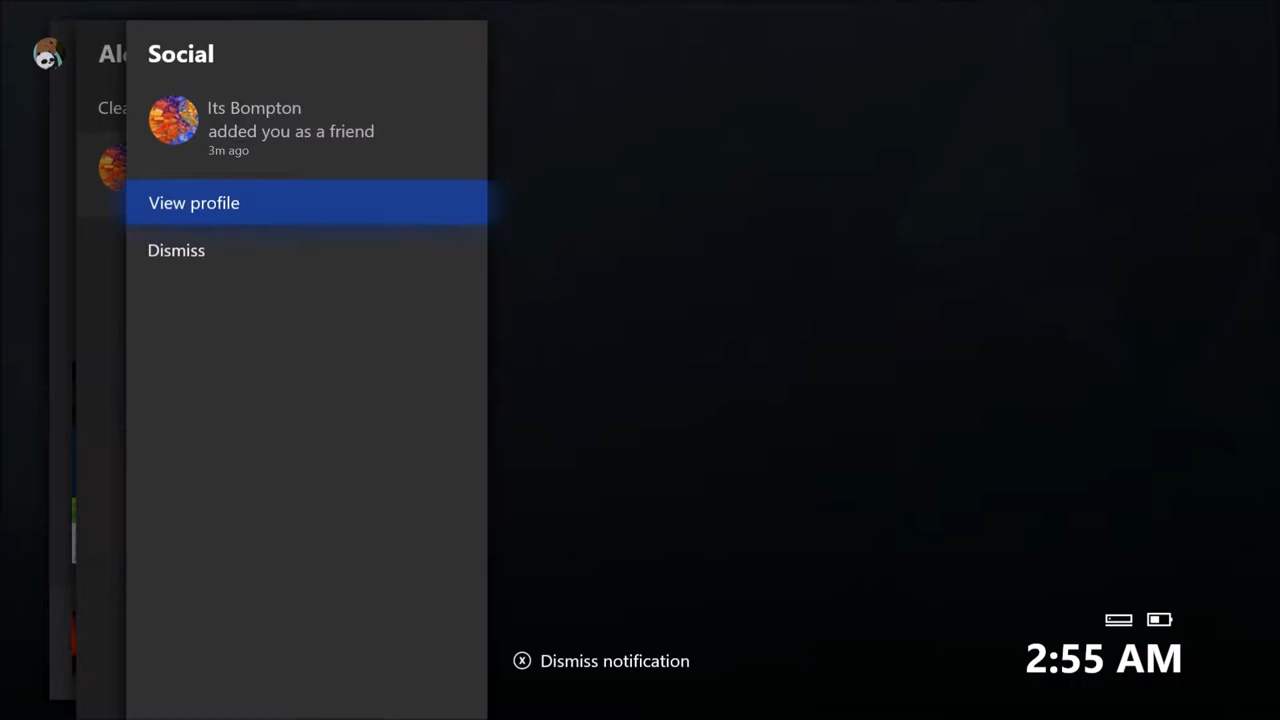 Social
Its Bompton
added you as a friend
3m ago
View profile
Dismiss
Dismiss notification
2:55 AM